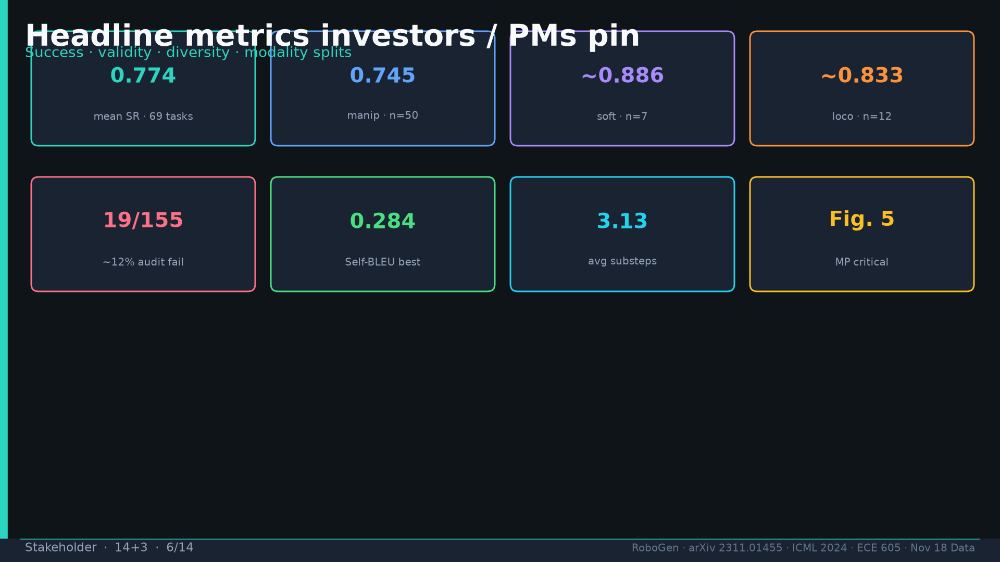 Headline metrics investors / PMs pin
Success · validity · diversity · modality splits
0.774
mean SR · 69 tasks
0.745
manip · n=50
~0.886
soft · n=7
~0.833
loco · n=12
19/155
~12% audit fail
0.284
Self-BLEU best
3.13
avg substeps
Fig. 5
MP critical
Stakeholder · 14+3 · 6/14
RoboGen · arXiv 2311.01455 · ICML 2024 · ECE 605 · Nov 18 Data